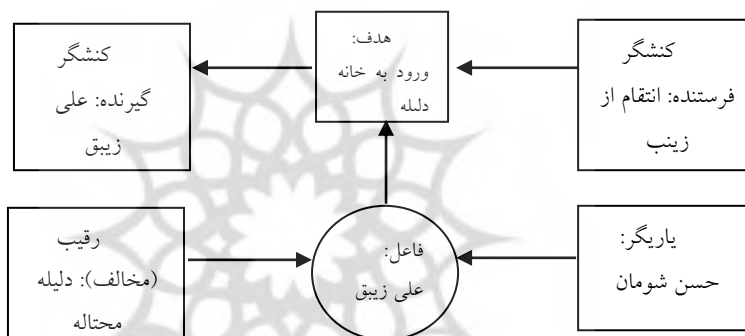 کنشگر
فرستنده: انتقام از
زینب
هدف:
ورود به خانه
دلیله
کنشگر
گیرنده: علی
زیبق
یاریگر:
حسن شومان
فاعل:
علی زیبق
رقیب
(مخالف): دلیله
محتاله